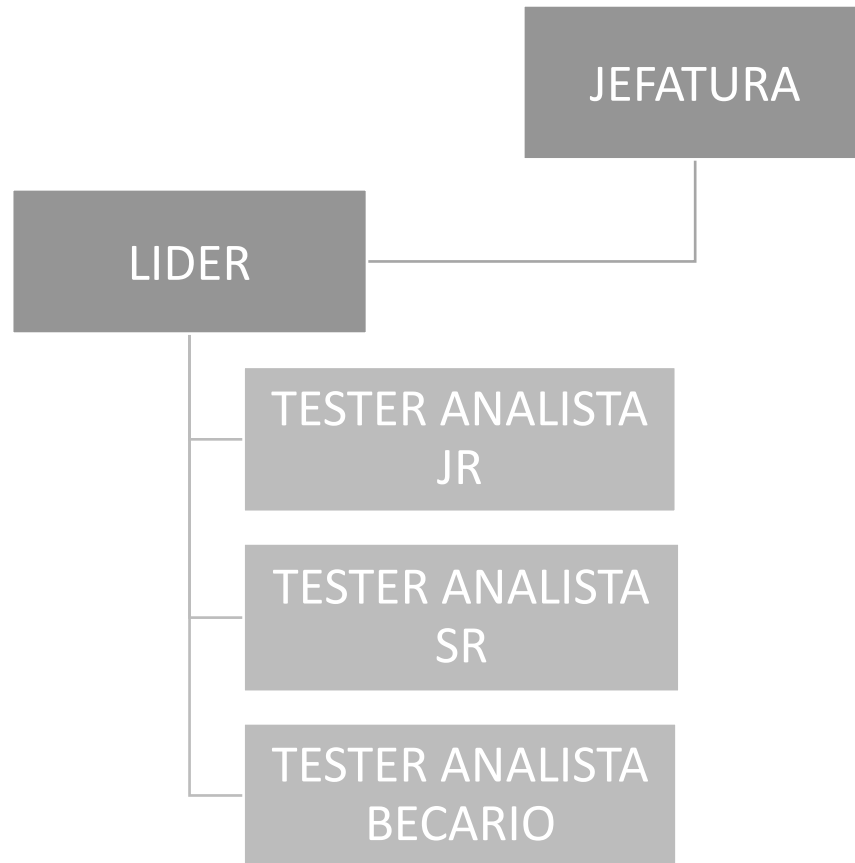 JEFATURA
LIDER
TESTER ANALISTA
JR
TESTER ANALISTA
SR
TESTER ANALISTA
BECARIO